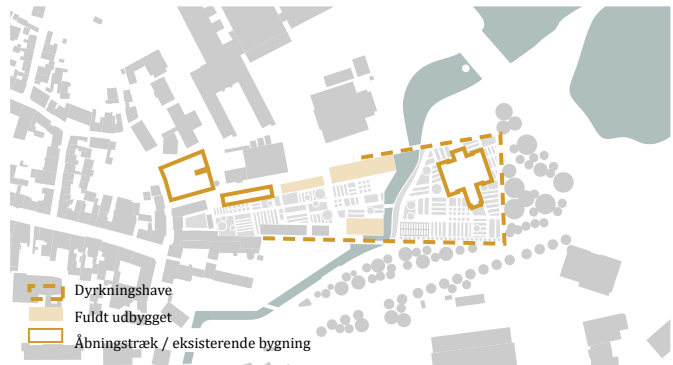 Dyrkningshave
Fuldt udbygget
Åbningstræk / eksisterende bygning